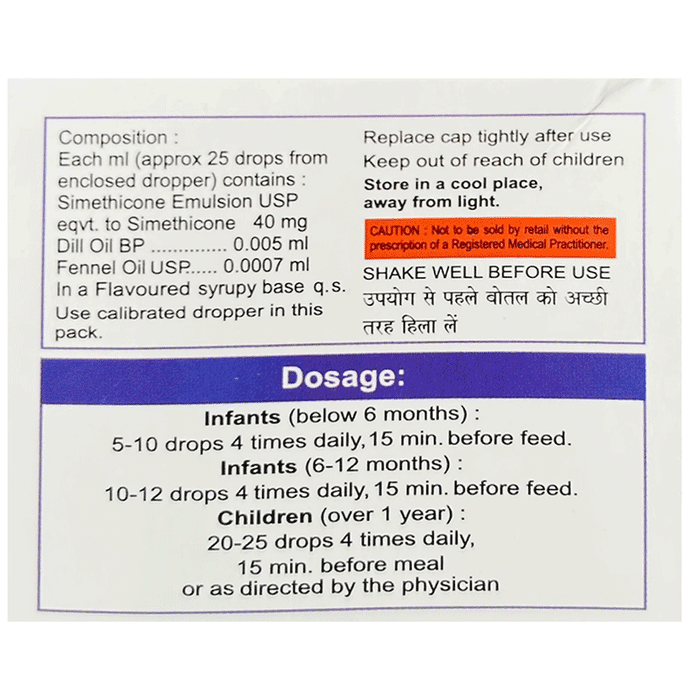 Composition :
Each ml (approx 25 drops from
enclosed dropper) contains :
Simethicone Emulsion USP
eqvt. to Simethicone 40 mg
Dill Oil BP .............. 0.005 ml
Fennel Oil USP..... 0.0007 ml
In a Flavoured syrupy base q.s.
Use calibrated dropper in this
pack.
Replace cap tightly after use
Keep out of reach of children
Store in a cool place,
away from light.
CAUTION : Not to be sold by retail without the
prescription of a Registered Medical Practitioner.
SHAKE WELL BEFORE USE
उपयोग से पहले बोतल को अच्छी
तरह हिला लें
Dosage:
Infants (below 6 months) :
5-10 drops 4 times daily, 15 min. before feed.
Infants (6-12 months) :
10-12 drops 4 times daily, 15 min. before feed.
Children (over 1 year) :
20-25 drops 4 times daily,
15 min. before meal
or as directed by the physician